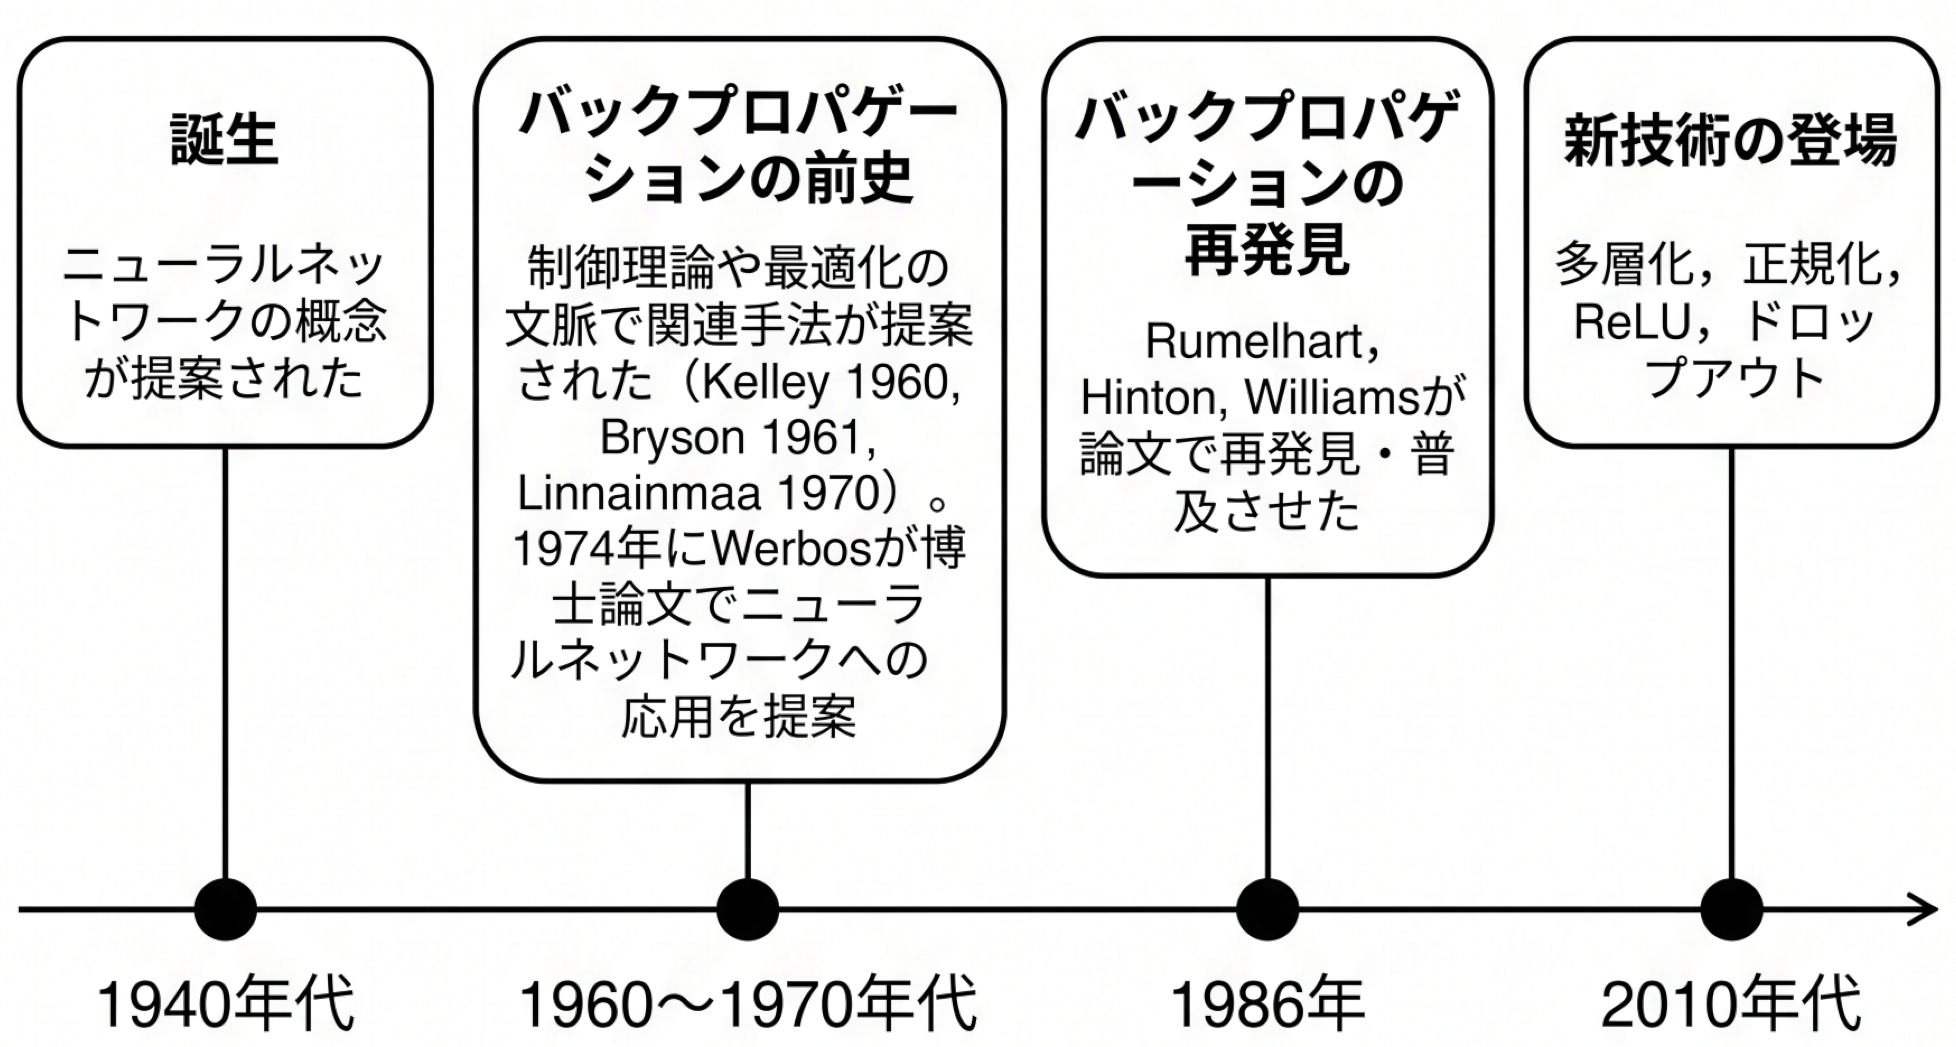 誕生
ニューラルネッ
トワークの概念
が提案された
バックプロパゲー
ションの前史
制御理論や最適化の
文脈で関連手法が提案
された（Kelley 1960,
Bryson 1961,
Linnainmaa 1970）。
1974年にWerbosが博
士論文でニューラ
ルネットワークへの
応用を提案
バックプロパゲ
ーションの
再発見
Rumelhart，
Hinton, Williamsが
論文で再発見・普
及させた
新技術の登場
多層化，正規化，
ReLU，ドロッ
プアウト
1940年代
1960～1970年代
1986年
2010年代